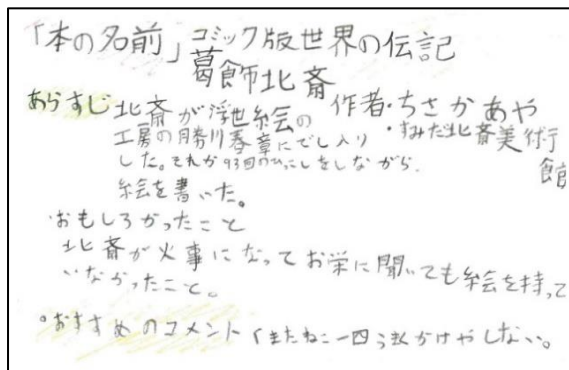 「本の名前」コミック版世界の伝記
葛飾北斎
作者・ちさかあや
・すみだ北斎美術館
あらすじ北斎が浮世絵の
工房の勝川春章にでし入り
した。それか93回のひっこしをしながら
絵を書いた。
おもしろかったこと
北斎が火事になってお栄に聞いても絵を持って
いなかったこと。
おすすめのコメント